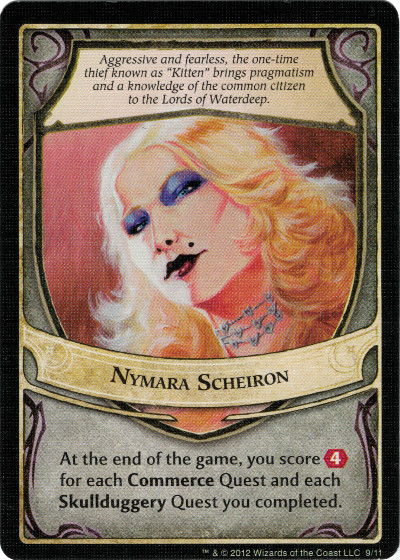 Aggressive and fearless, the one-time
thief known as “Kitten” brings pragmatism
and a knowledge of the common citizen
to the Lords of Waterdeep.
NYMARA SCHEIRON
At the end of the game, you score 4
for each Commerce Quest and each
Skullduggery Quest you completed.
™ & © 2012 Wizards of the Coast LLC 9/11